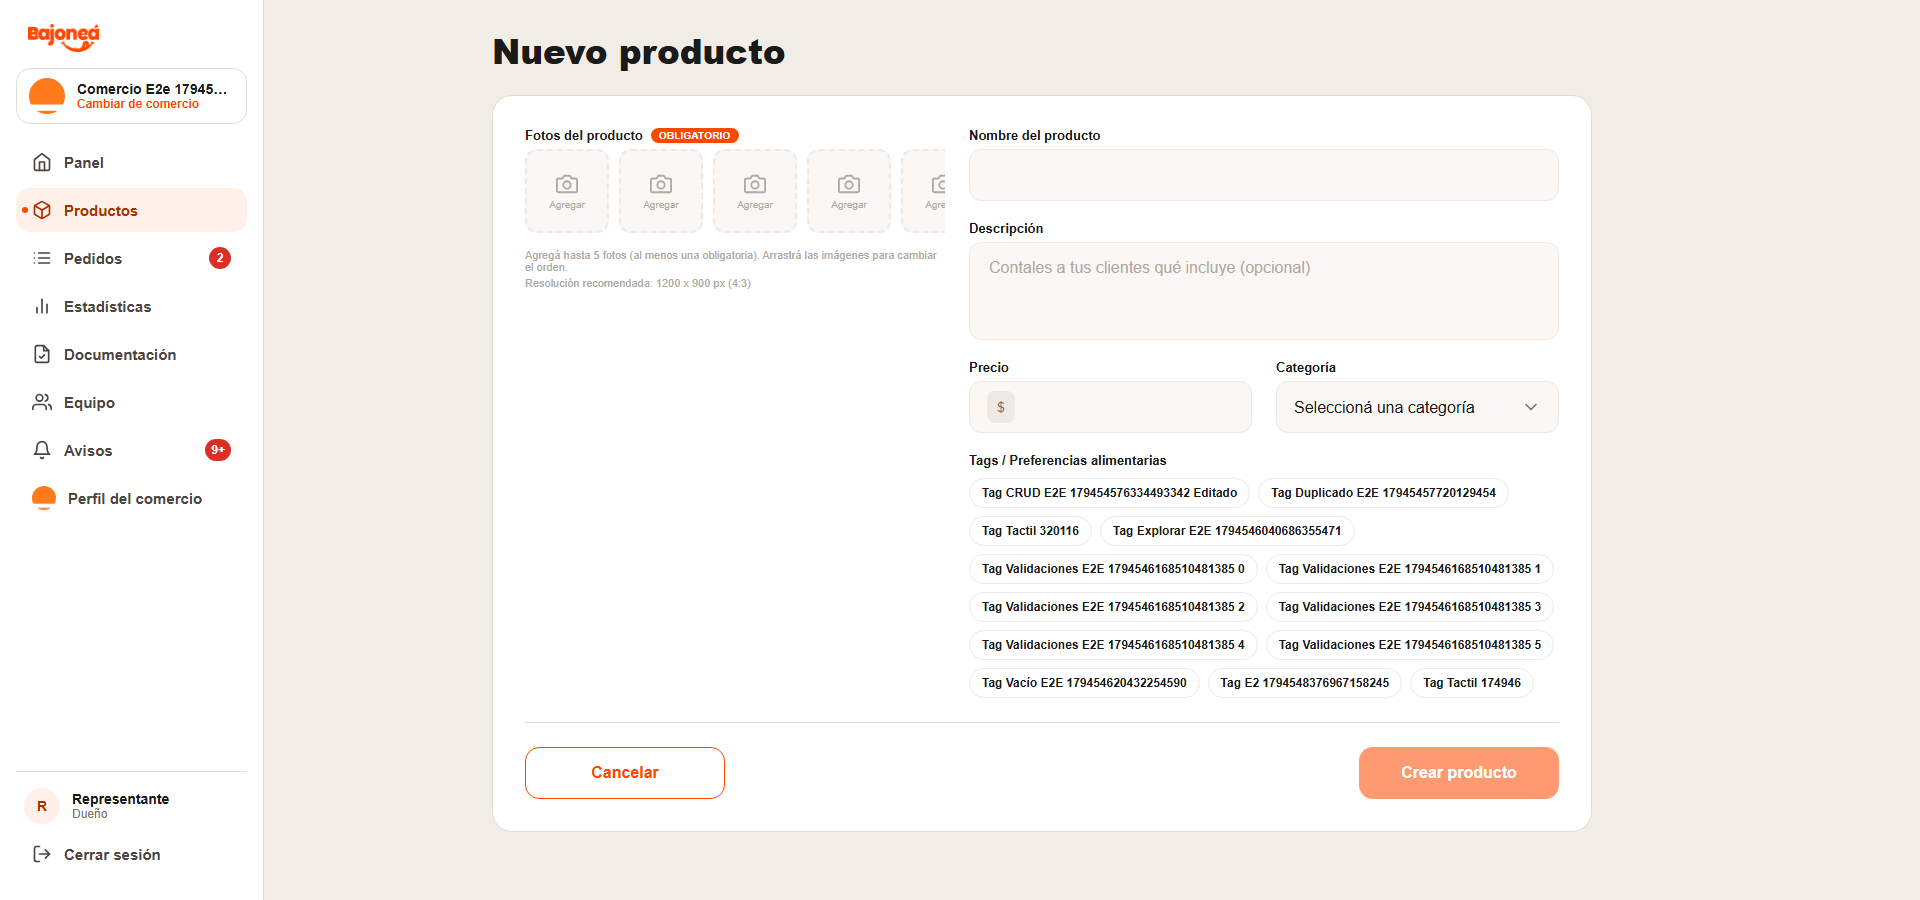 Bajoneá
Comercio E2e 17945...
Cambiar de comercio
Panel
Productos
Pedidos
2
Estadísticas
Documentación
Equipo
Avisos
9+
Perfil del comercio
R
Representante
Dueño
Cerrar sesión
Nuevo producto
Fotos del producto OBLIGATORIO
Agregar Agregar Agregar Agregar Agre
Agregá hasta 5 fotos (al menos una obligatoria). Arrastrá las imágenes para cambiar
el orden.
Resolución recomendada: 1200 x 900 px (4:3)
Nombre del producto
Descripción
Contales a tus clientes qué incluye (opcional)
Precio
$
Categoría
Seleccioná una categoría
Tags / Preferencias alimentarias
Tag CRUD E2E 179454576334493342 Editado Tag Duplicado E2E 17945457720129454
Tag Tactil 320116 Tag Explorar E2E 1794546040686355471
Tag Validaciones E2E 1794546168510481385 0 Tag Validaciones E2E 1794546168510481385 1
Tag Validaciones E2E 1794546168510481385 2 Tag Validaciones E2E 1794546168510481385 3
Tag Validaciones E2E 1794546168510481385 4 Tag Validaciones E2E 1794546168510481385 5
Tag Vacío E2E 179454620432254590 Tag E2 1794548376967158245 Tag Tactil 174946
Cancelar
Crear producto